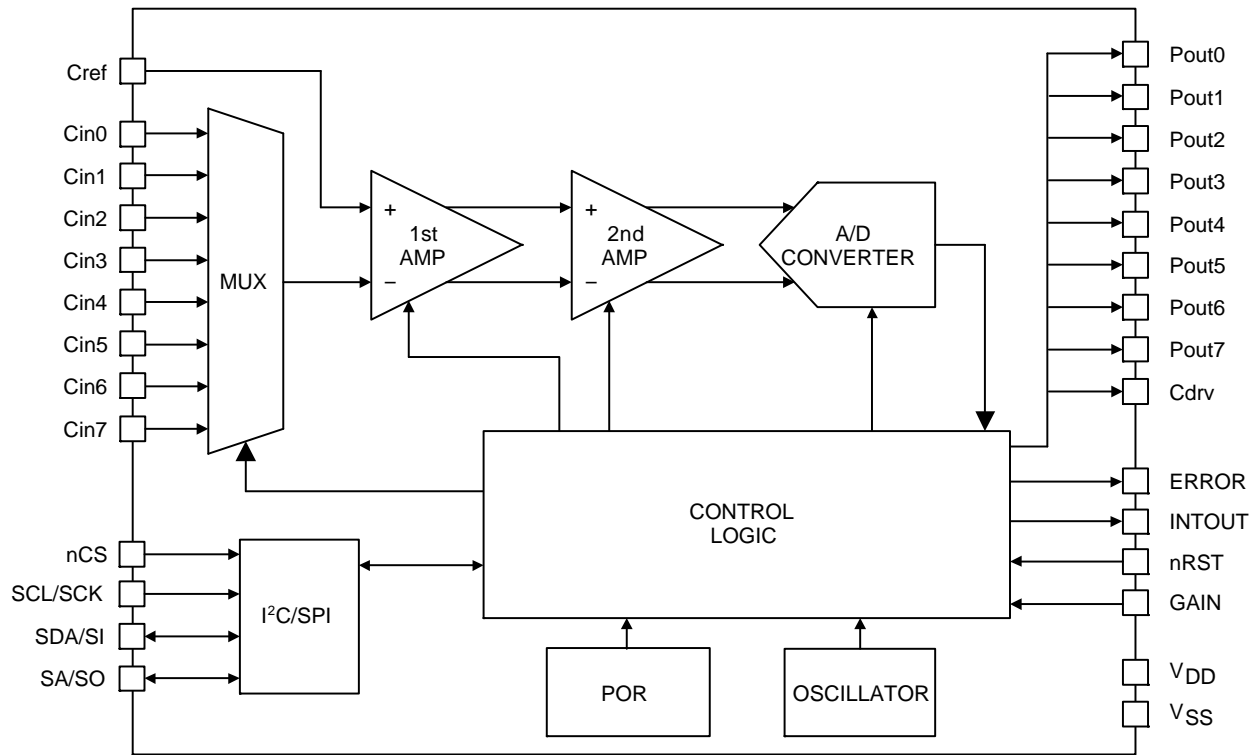 Cref
Cin0
Cin1
Cin2
Cin3
Cin4
Cin5
Cin6
Cin7
nCS
SCL/SCK
SDA/SI
SA/SO
MUX
I²C/SPI
+
1st
AMP
−
+
2nd
AMP
−
A/D
CONVERTER
CONTROL
LOGIC
POR
OSCILLATOR
Pout0
Pout1
Pout2
Pout3
Pout4
Pout5
Pout6
Pout7
Cdrv
ERROR
INTOUT
nRST
GAIN
VDD
VSS